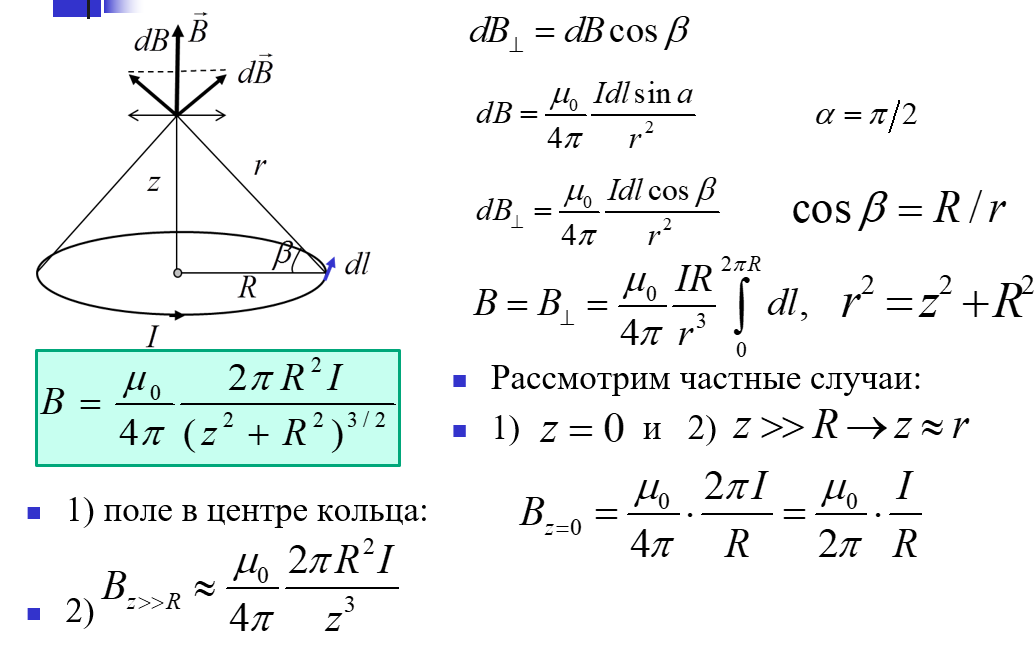 dB B⃗
dB⃗
z
r
β
dl
R
I
dB⊥ = dB cos β
dB = μ₀/4π · Idl sin a/r²
α = π/2
dB⊥ = μ₀/4π Idl cos β/r²
cos β = R / r
B = B⊥ = μ₀/4π IR/r³ ∫₀^{2πR} dl, r² = z² + R²
B = μ₀/4π 2πR²I/(z² + R²)^{3/2}
Рассмотрим частные случаи:
1) z = 0 и 2) z >> R → z ≈ r
1) поле в центре кольца:
B_{z=0} = μ₀/4π · 2πI/R = μ₀/2π · I/R
2) B_{z>>R} ≈ μ₀/4π 2πR²I/z³